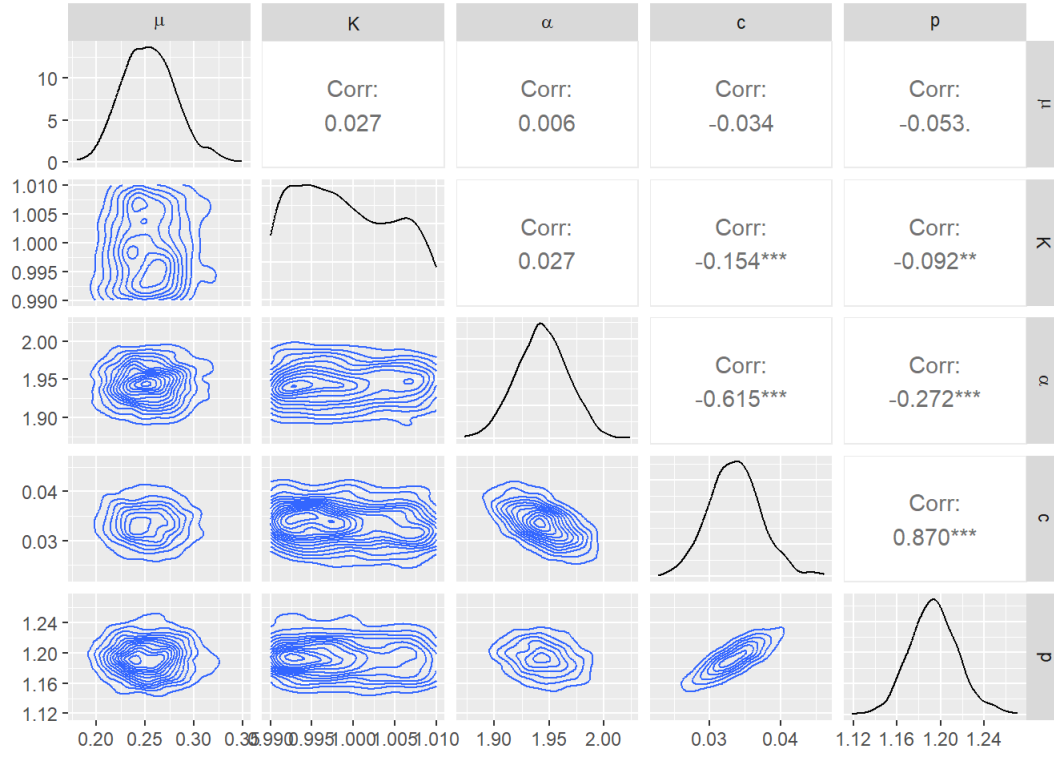 μ K α c p
10
5
0
Corr:
0.027
Corr:
0.006
Corr:
-0.034
Corr:
-0.053.
μ
1.010
1.005
1.000
0.995
0.990
Corr:
0.027
Corr:
-0.154***
Corr:
-0.092**
K
2.00
1.95
1.90
Corr:
-0.615***
Corr:
-0.272***
α
0.04
0.03
Corr:
0.870***
c
1.24
1.20
1.16
1.12
p
0.20 0.25 0.30 0.35 0.990 0.995 1.000 1.005 1.010 1.90 1.95 2.00 0.03 0.04 1.12 1.16 1.20 1.24